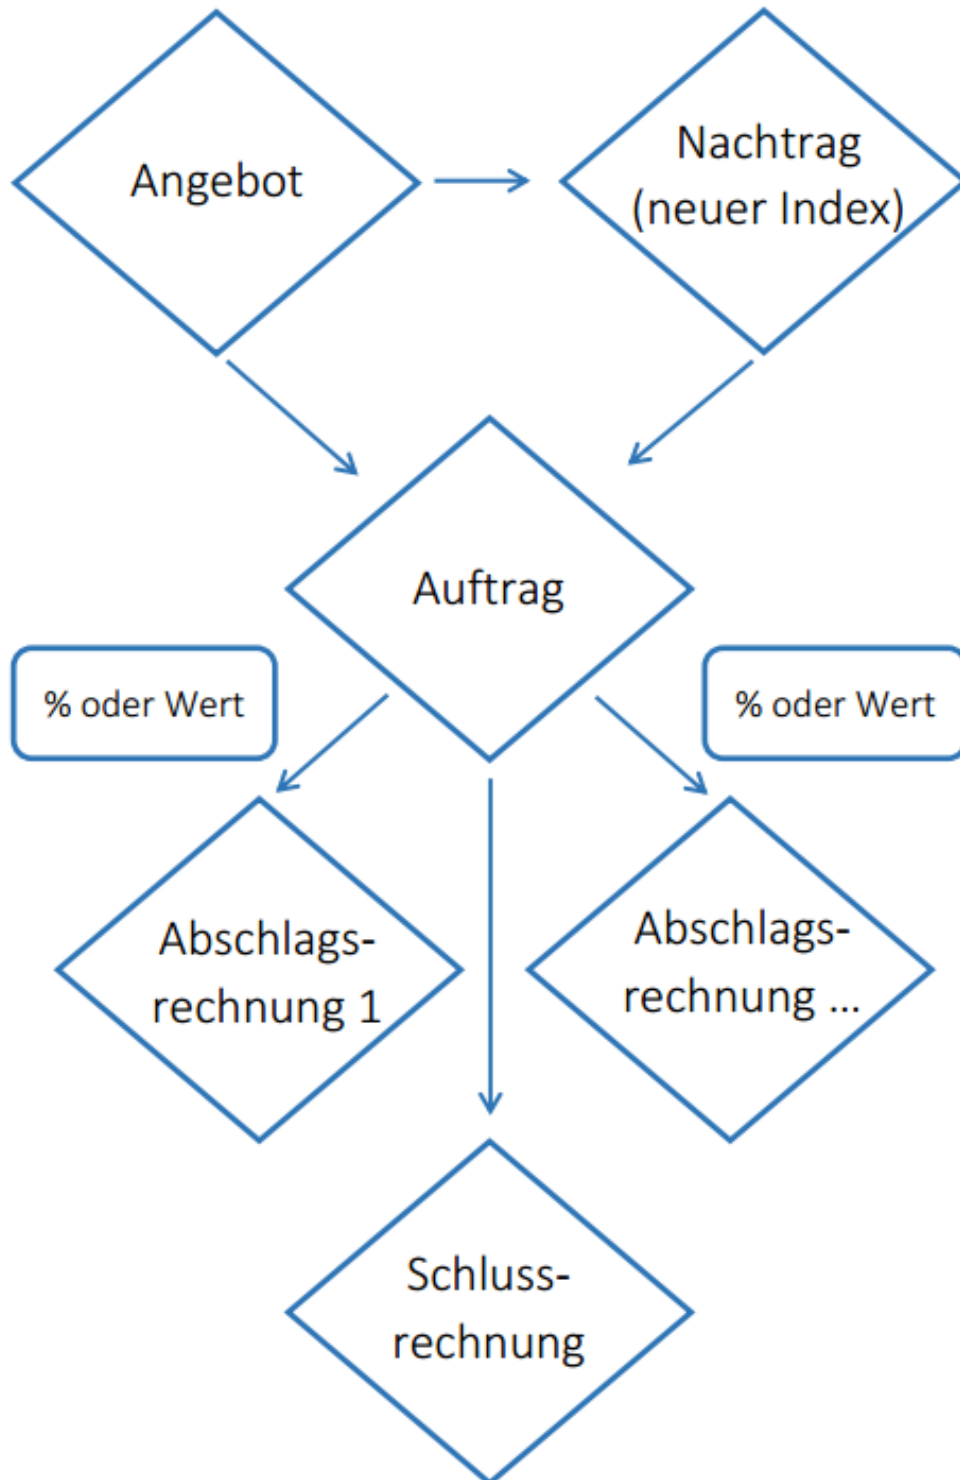 Angebot
Nachtrag
(neuer Index)
Auftrag
% oder Wert
% oder Wert
Abschlags-
rechnung 1
Abschlags-
rechnung ...
Schluss-
rechnung